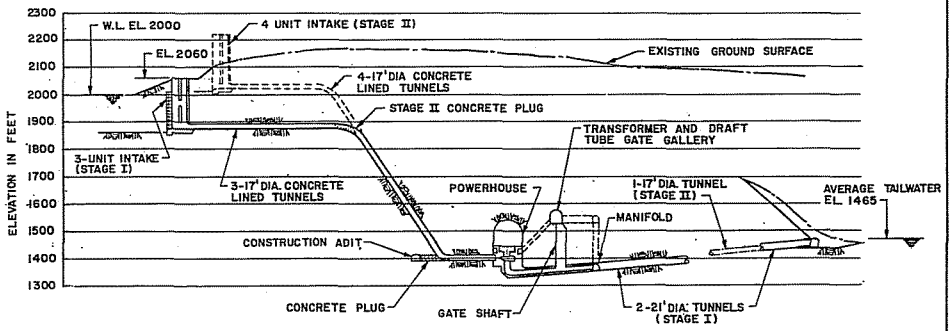 2300
2200
2100
2000
1900
1800
1700
1600
1500
1400
1300
ELEVATION IN FEET
W.L. EL. 2000
EL. 2060
4 UNIT INTAKE (STAGE II)
EXISTING GROUND SURFACE
4-17' DIA CONCRETE
LINED TUNNELS
STAGE II CONCRETE PLUG
TRANSFORMER AND DRAFT
TUBE GATE GALLERY
3-UNIT INTAKE
(STAGE I)
3-17' DIA. CONCRETE
LINED TUNNELS
POWERHOUSE
1-17' DIA. TUNNEL
(STAGE II)
AVERAGE TAILWATER
EL 1465
MANIFOLD
CONSTRUCTION ADIT
CONCRETE PLUG
GATE SHAFT
2-21' DIA. TUNNELS
(STAGE I)